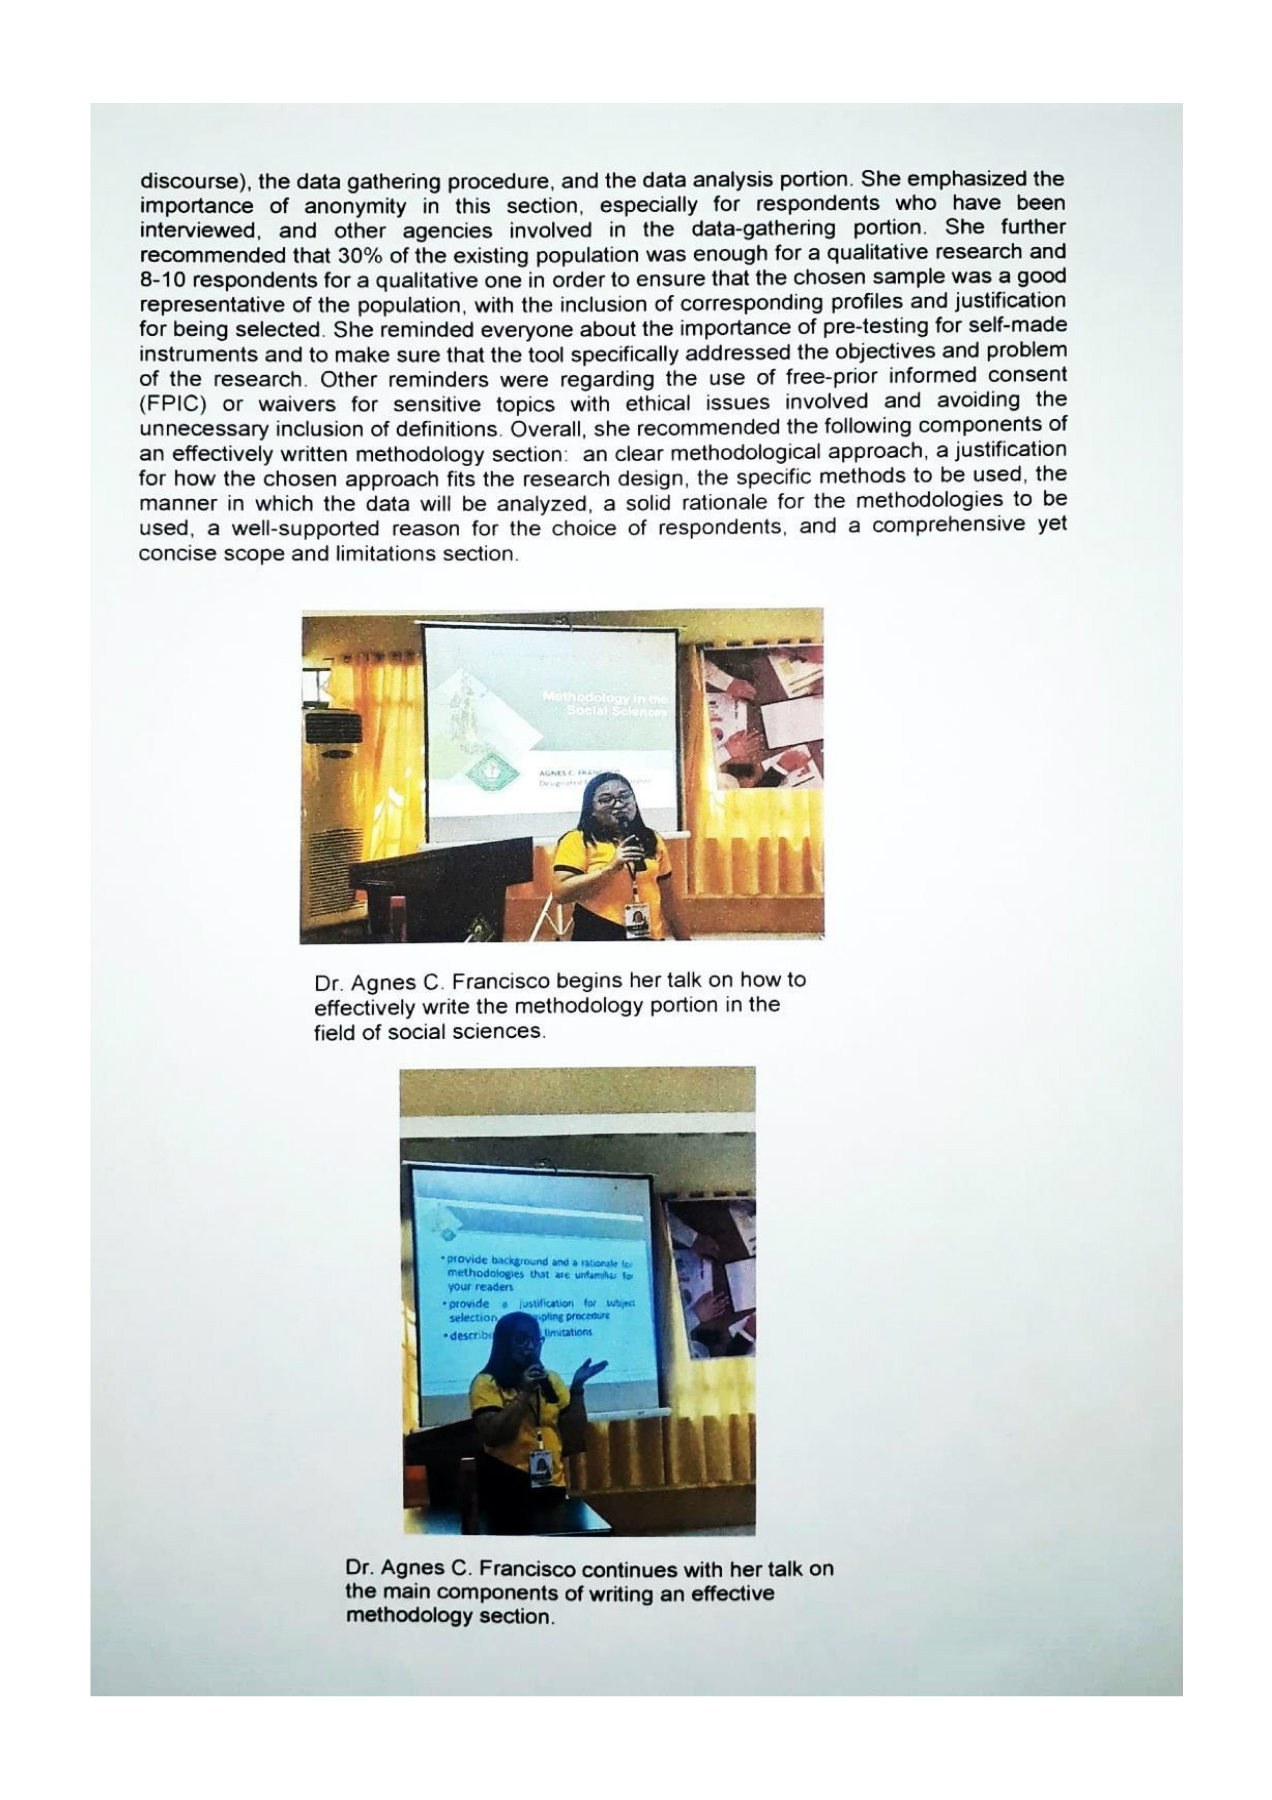 discourse), the data gathering procedure, and the data analysis portion. She emphasized the
importance of anonymity in this section, especially for respondents who have been
interviewed, and other agencies involved in the data-gathering portion. She further
recommended that 30% of the existing population was enough for a qualitative research and
8-10 respondents for a qualitative one in order to ensure that the chosen sample was a good
representative of the population, with the inclusion of corresponding profiles and justification
for being selected. She reminded everyone about the importance of pre-testing for self-made
instruments and to make sure that the tool specifically addressed the objectives and problem
of the research. Other reminders were regarding the use of free-prior informed consent
(FPIC) or waivers for sensitive topics with ethical issues involved and avoiding the
unnecessary inclusion of definitions. Overall, she recommended the following components of
an effectively written methodology section: an clear methodological approach, a justification
for how the chosen approach fits the research design, the specific methods to be used, the
manner in which the data will be analyzed, a solid rationale for the methodologies to be
used, a well-supported reason for the choice of respondents, and a comprehensive yet
concise scope and limitations section.
Methodology in the
Social Sciences
AGNES C.
Dr. Agnes C. Francisco begins her talk on how to
effectively write the methodology portion in the
field of social sciences.
• provide background and a rationale for
methodologies that are unfamiliar for
your readers
• provide a justification for subject
selection procedure
• describe limitations
Dr. Agnes C. Francisco continues with her talk on
the main components of writing an effective
methodology section.